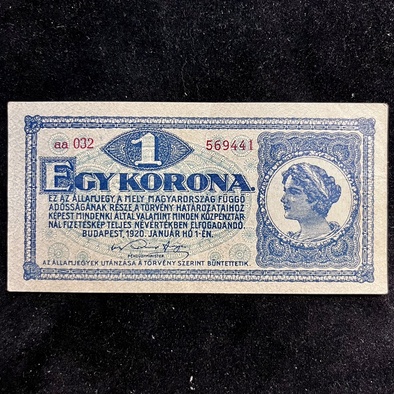 aa 032 1 569441
EGY KORONA.
EZ AZ ÁLLAMJEGY, A MELY MAGYARORSZÁG FÜGGŐ
ADÓSSÁGÁNAK RÉSZE, A TÖRVÉNY HATÁROZATAIHOZ
KÉPEST MINDENKI ÁLTAL, VALAMINT MINDEN KÖZPÉNZTÁR-
NÁL FIZETÉSKÉP TELJES NÉVÉRTÉKBEN ELFOGADANDÓ.
BUDAPEST, 1920. JANUÁR HÓ 1-ÉN.
PÉNZÜGYMINISTER
AZ ÁLLAMJEGYEK UTÁNZÁSA A TÖRVÉNY SZERINT BÜNTETTETIK.